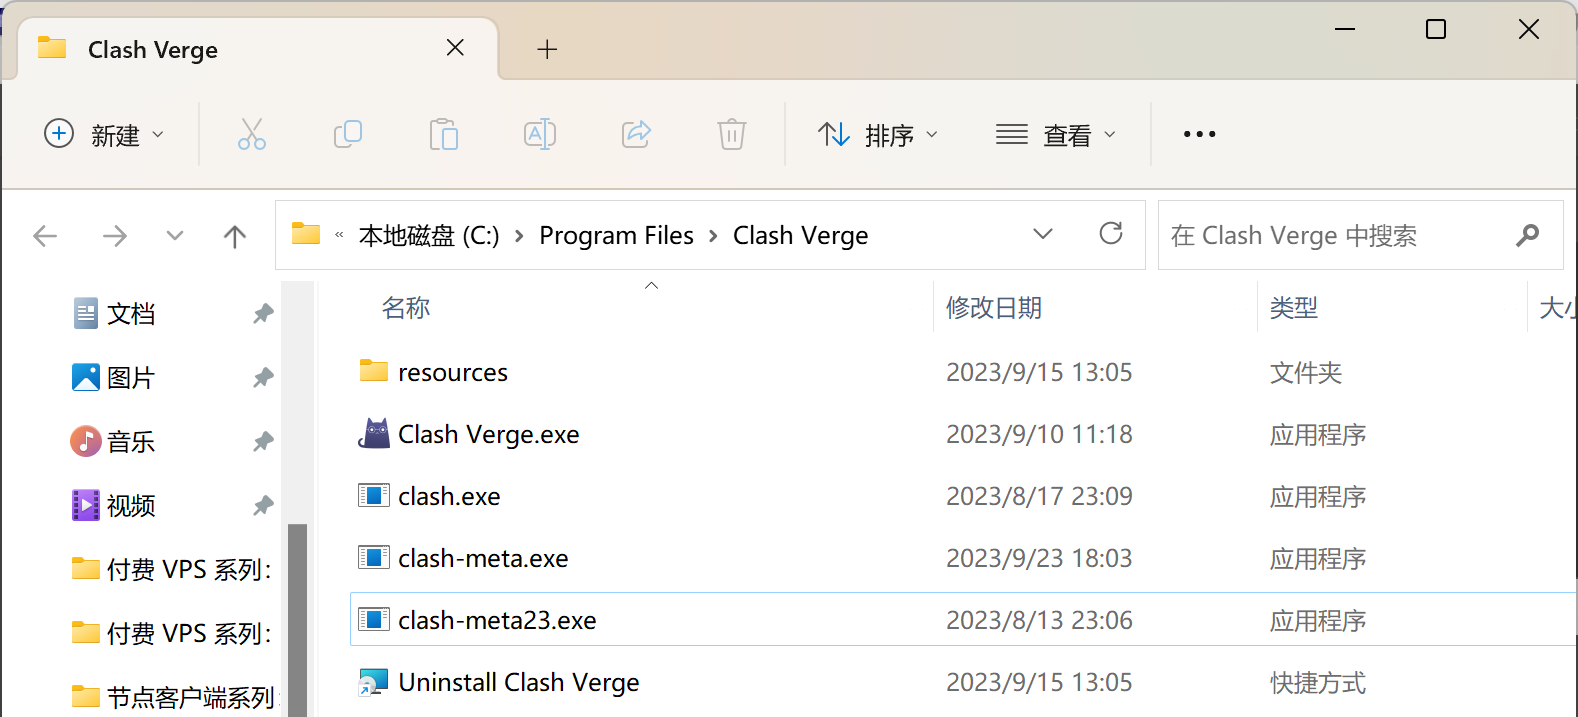 Clash Verge
新建
排序
查看
« 本地磁盘 (C:) › Program Files › Clash Verge
在 Clash Verge 中搜索
名称 修改日期 类型
文档
图片
音乐
视频
付费 VPS 系列：
付费 VPS 系列：
节点客户端系列
resources 2023/9/15 13:05 文件夹
Clash Verge.exe 2023/9/10 11:18 应用程序
clash.exe 2023/8/17 23:09 应用程序
clash-meta.exe 2023/9/23 18:03 应用程序
clash-meta23.exe 2023/8/13 23:06 应用程序
Uninstall Clash Verge 2023/9/15 13:05 快捷方式